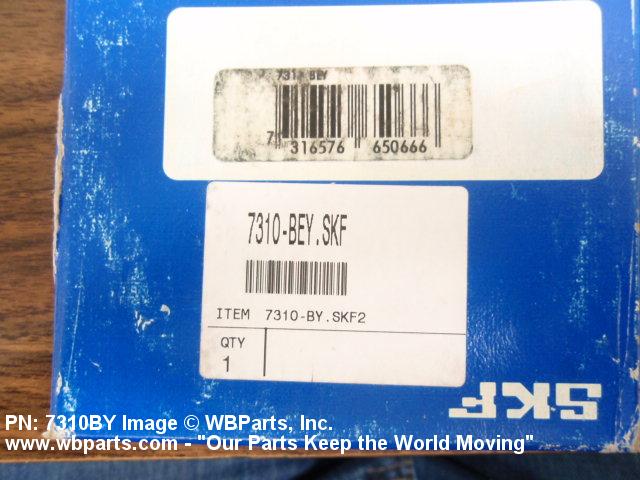 7310 BEY
7 316576 650666
7310-BEY.SKF
ITEM 7310-BY.SKF2
QTY
1
SKF
PN: 7310BY Image © WBParts, Inc.
www.wbparts.com - "Our Parts Keep the World Moving"